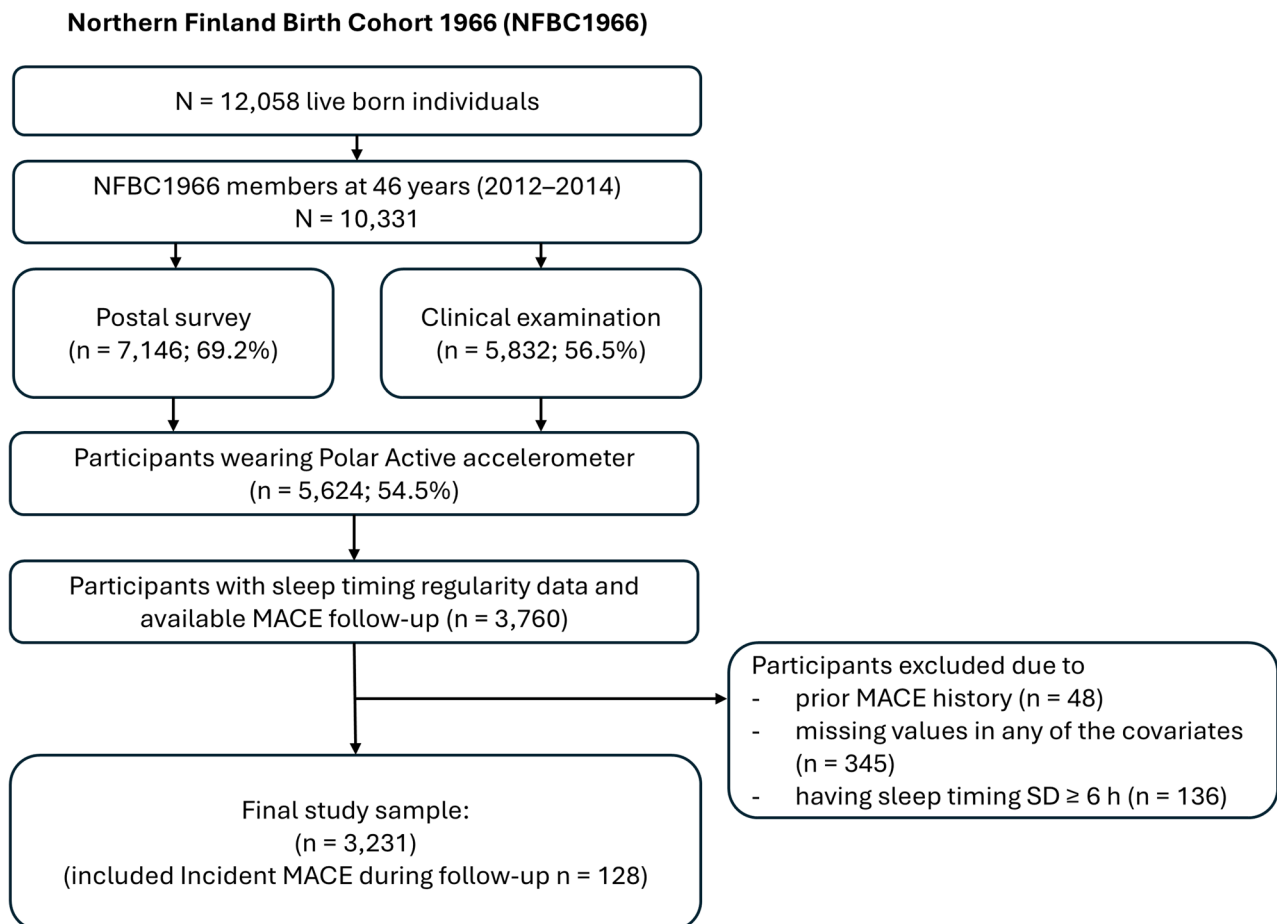 Northern Finland Birth Cohort 1966 (NFBC1966)
N = 12,058 live born individuals
NFBC1966 members at 46 years (2012–2014)
N = 10,331
Postal survey
(n = 7,146; 69.2%)
Clinical examination
(n = 5,832; 56.5%)
Participants wearing Polar Active accelerometer
(n = 5,624; 54.5%)
Participants with sleep timing regularity data and
available MACE follow-up (n = 3,760)
Participants excluded due to
- prior MACE history (n = 48)
- missing values in any of the covariates
(n = 345)
- having sleep timing SD ≥ 6 h (n = 136)
Final study sample:
(n = 3,231)
(included Incident MACE during follow-up n = 128)